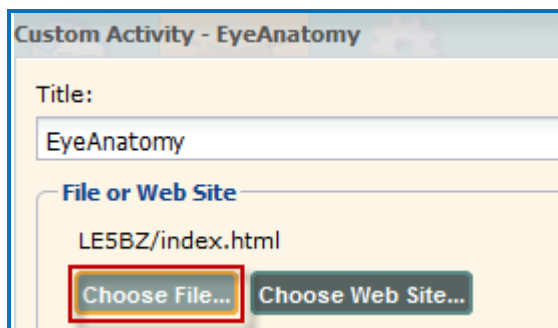 Custom Activity - EyeAnatomy
Title:
EyeAnatomy
File or Web Site
LE5BZ/index.html
Choose File... Choose Web Site...